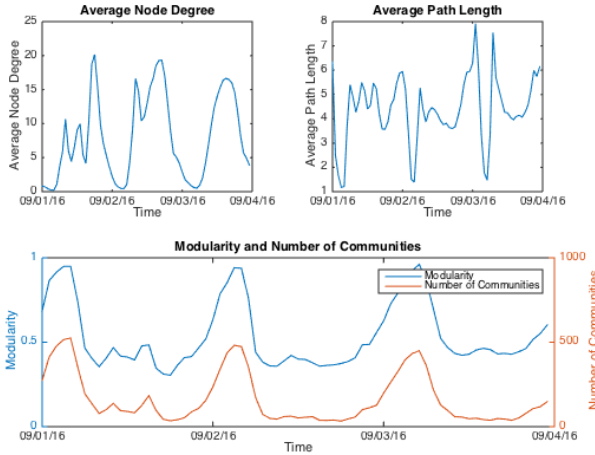 Average Node Degree
Average Node Degree
25
20
15
10
5
0
09/01/16 09/02/16 09/03/16 09/04/16
Time
Average Path Length
Average Path Length
8
7
6
5
4
3
2
1
09/01/16 09/02/16 09/03/16 09/04/16
Time
Modularity and Number of Communities
Modularity
1
0.5
0
Modularity
Number of Communities
1000
500
0
Number of Communities
09/01/16 09/02/16 09/03/16 09/04/16
Time